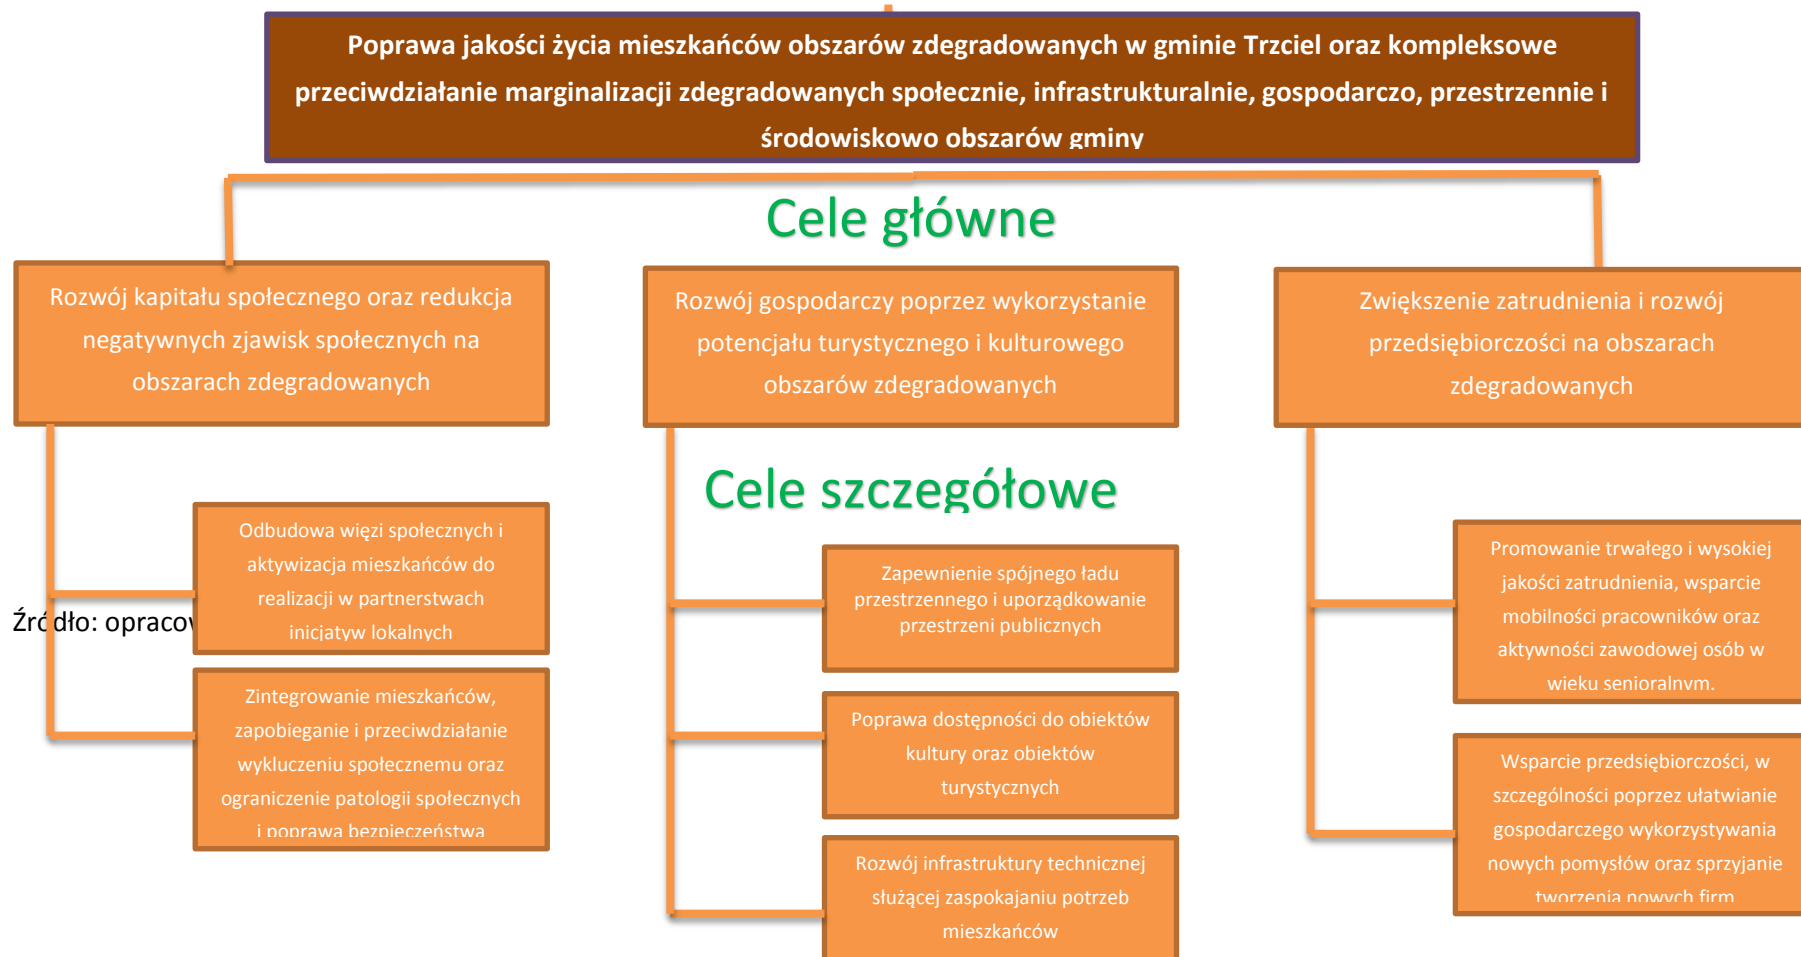 Poprawa jakości życia mieszkańców obszarów zdegradowanych w gminie Trzciel oraz kompleksowe
przeciwdziałanie marginalizacji zdegradowanych społecznie, infrastrukturalnie, gospodarczo, przestrzennie i
środowiskowo obszarów gminy
Cele główne
Rozwój kapitału społecznego oraz redukcja
negatywnych zjawisk społecznych na
obszarach zdegradowanych
Rozwój gospodarczy poprzez wykorzystanie
potencjału turystycznego i kulturowego
obszarów zdegradowanych
Zwiększenie zatrudnienia i rozwój
przedsiębiorczości na obszarach
zdegradowanych
Cele szczegółowe
Odbudowa więzi społecznych i
aktywizacja mieszkańców do
realizacji w partnerstwach
inicjatyw lokalnych
Źródło:
Zintegrowanie mieszkańców,
zapobieganie i przeciwdziałanie
wykluczeniu społecznemu oraz
ograniczenie patologii społecznych
i poprawa bezpieczeństwa
Zapewnienie spójnego ładu
przestrzennego i uporządkowanie
przestrzeni publicznych
Poprawa dostępności do obiektów
kultury oraz obiektów
turystycznych
Rozwój infrastruktury technicznej
służącej zaspokajaniu potrzeb
mieszkańców
Promowanie trwałego i wysokiej
jakości zatrudnienia, wsparcie
mobilności pracowników oraz
aktywności zawodowej osób w
wieku senioralnym.
Wsparcie przedsiębiorczości, w
szczególności poprzez ułatwianie
gospodarczego wykorzystywania
nowych pomysłów oraz sprzyjanie
tworzenia nowych firm